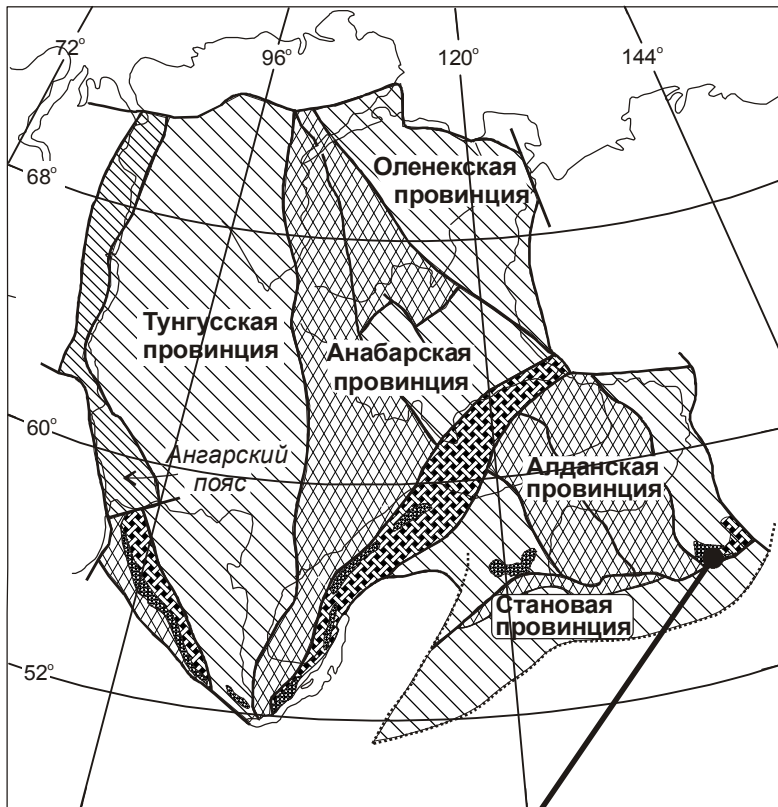 72°
96°
120°
144°
Оленекская
провинция
68°
Тунгусская
провинция
Анабарская
провинция
60°
Ангарский
пояс
Алданская
провинция
Становая
провинция
52°